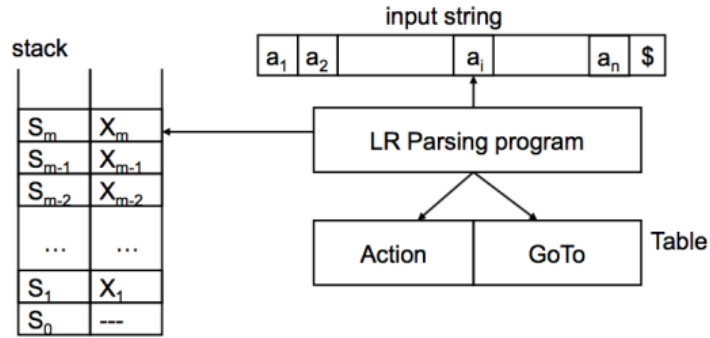 input string
stack
a1 a2 ai an $
Sm Xm
LR Parsing program
Sm-1 Xm-1
Sm-2 Xm-2
... ...
Action GoTo Table
S1 X1
S0 ---